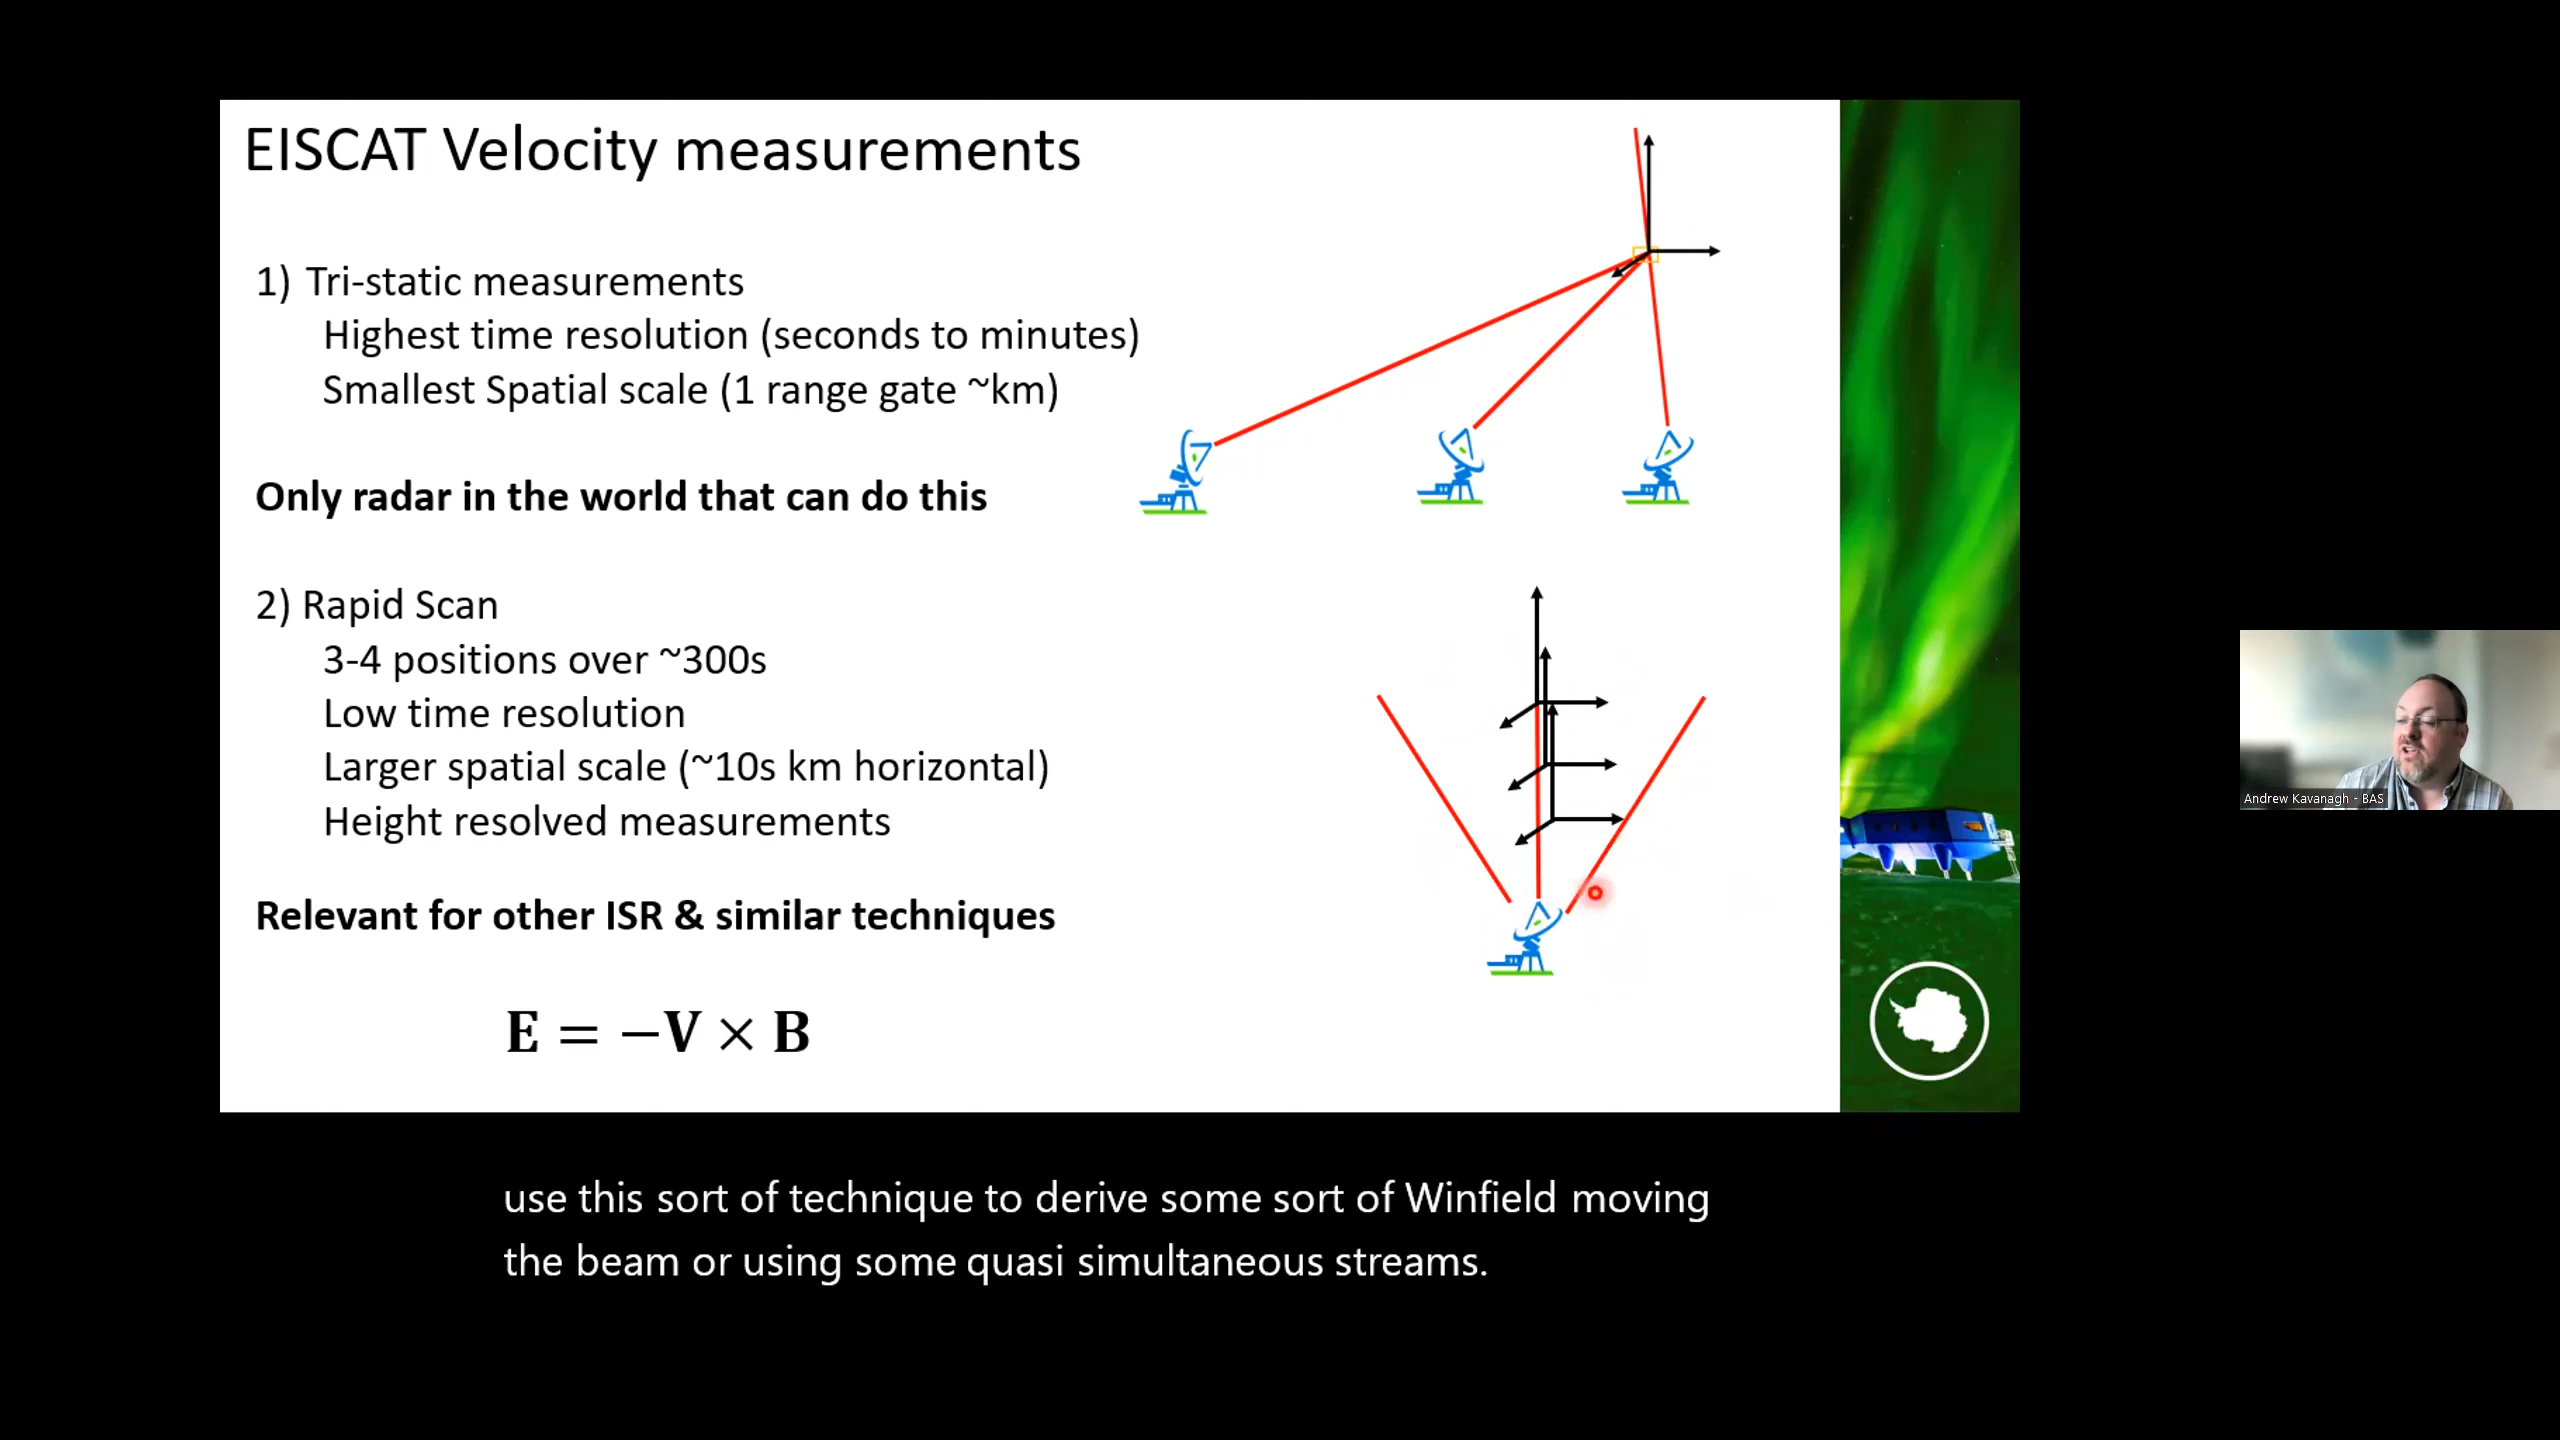 EISCAT Velocity measurements
1) Tri-static measurements
Highest time resolution (seconds to minutes)
Smallest Spatial scale (1 range gate ~km)
Only radar in the world that can do this
2) Rapid Scan
3-4 positions over ~300s
Low time resolution
Larger spatial scale (~10s km horizontal)
Height resolved measurements
Relevant for other ISR & similar techniques
E = −V × B
Andrew Kavanagh - BAS
use this sort of technique to derive some sort of Winfield moving
the beam or using some quasi simultaneous streams.